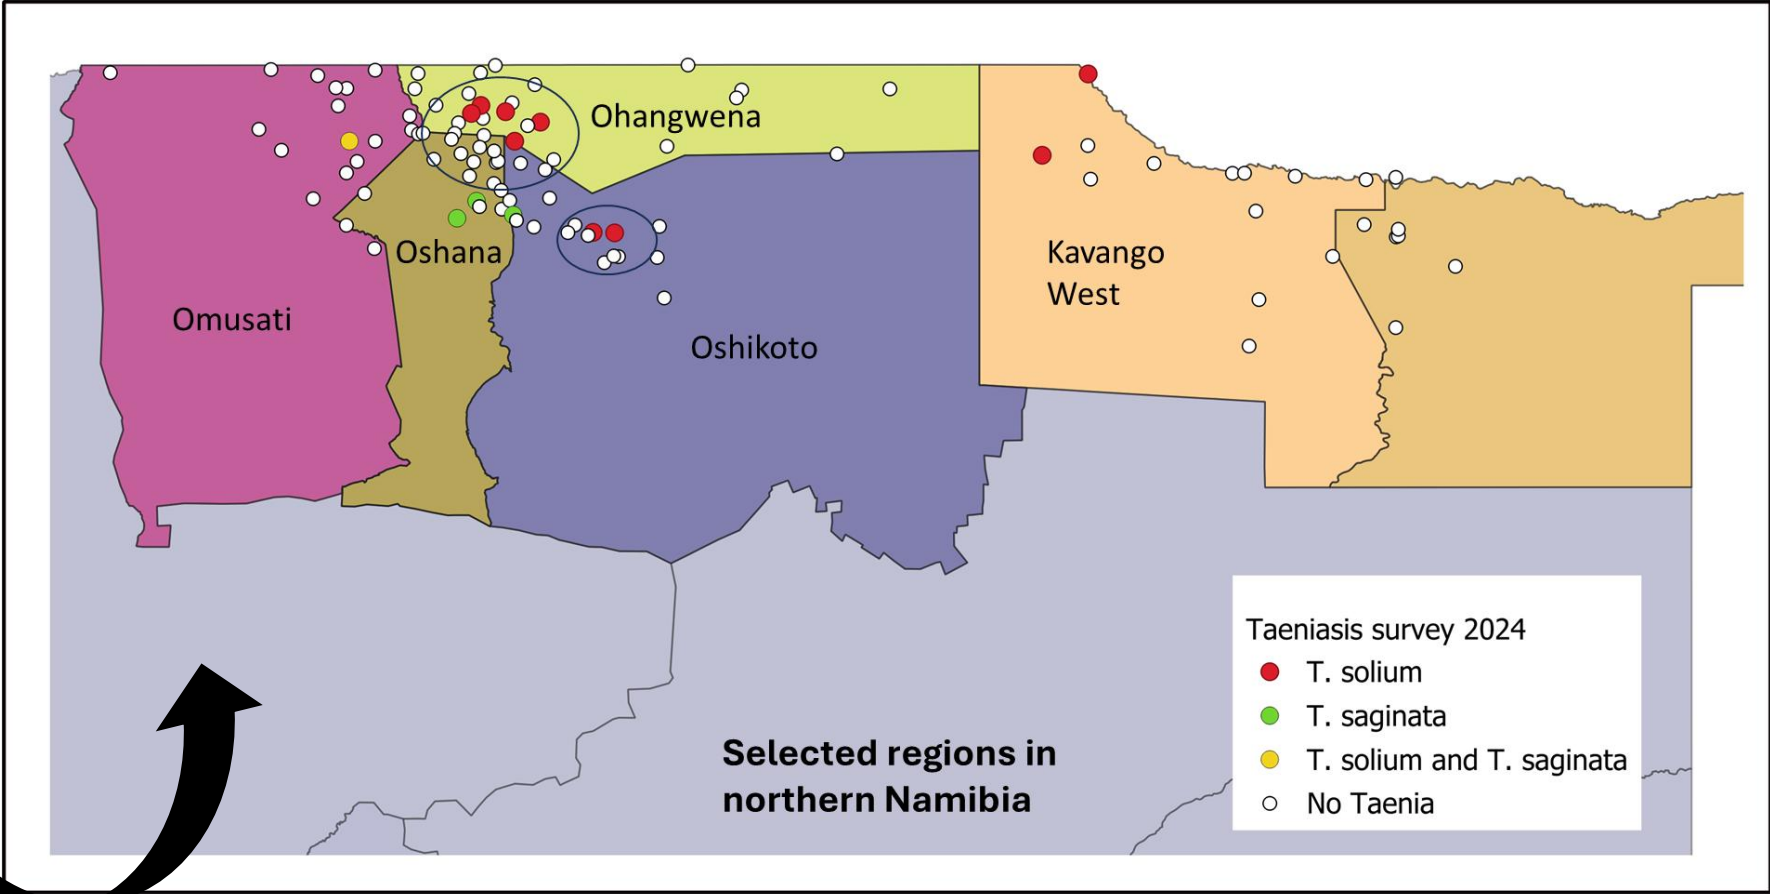 Ohangwena
Oshana
Kavango
West
Omusati
Oshikoto
Selected regions in
northern Namibia
Taeniasis survey 2024
T. solium
T. saginata
T. solium and T. saginata
No Taenia